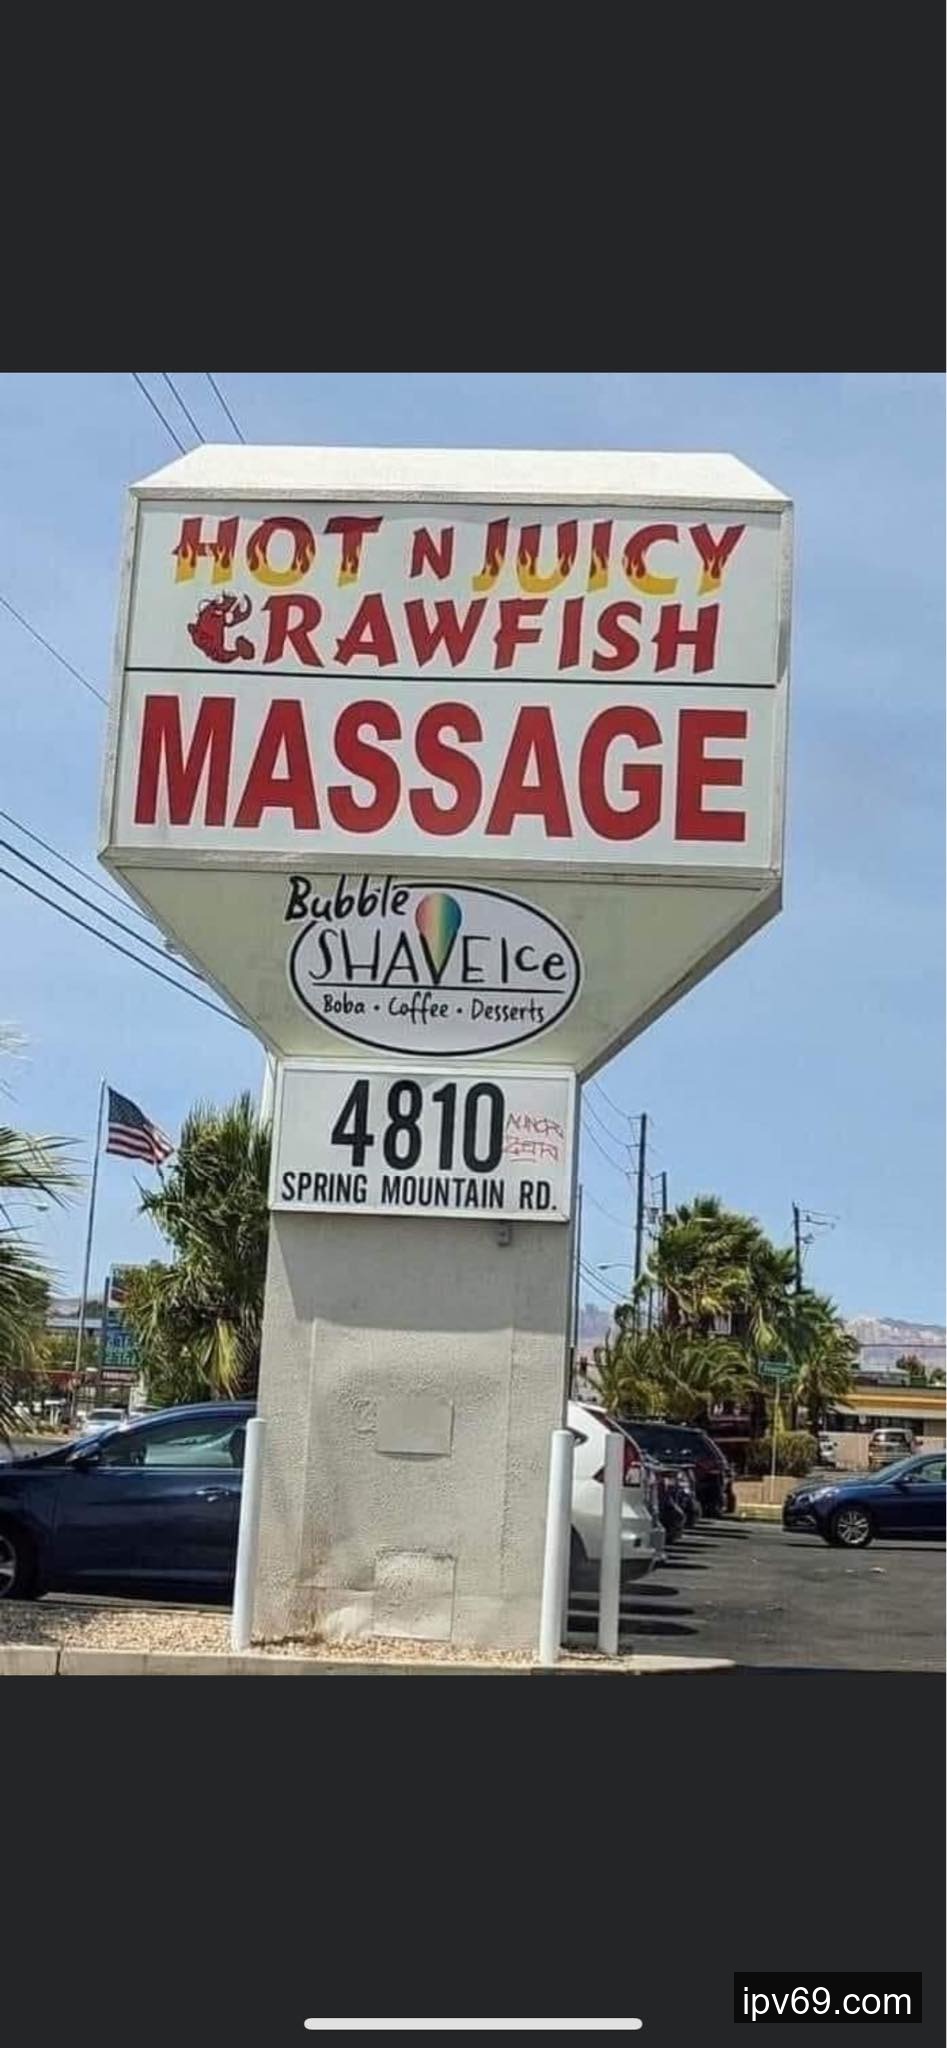 HOT N JUICY
CRAWFISH
MASSAGE
Bubble
SHAVE Ice
Boba • Coffee • Desserts
4810
SPRING MOUNTAIN RD.
ipv69.com